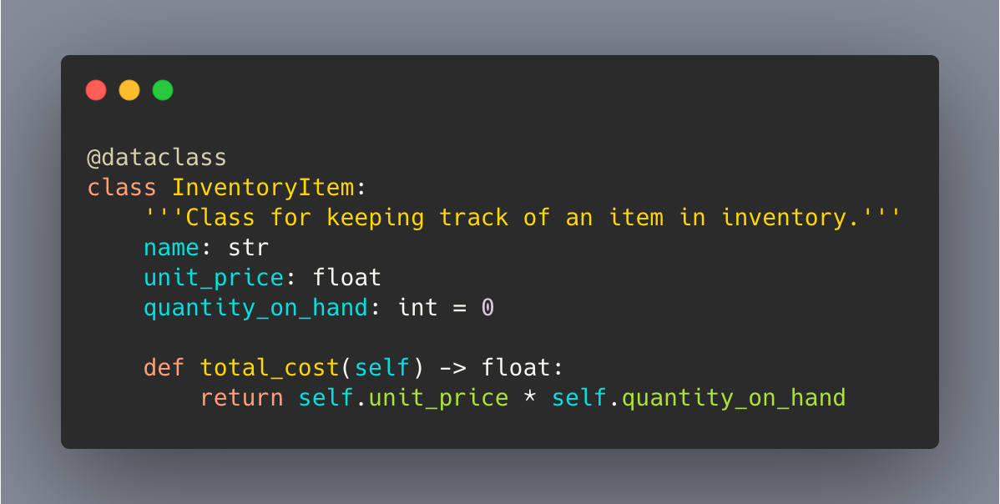 @dataclass
class InventoryItem:
    '''Class for keeping track of an item in inventory.'''
    name: str
    unit_price: float
    quantity_on_hand: int = 0

    def total_cost(self) -> float:
        return self.unit_price * self.quantity_on_hand